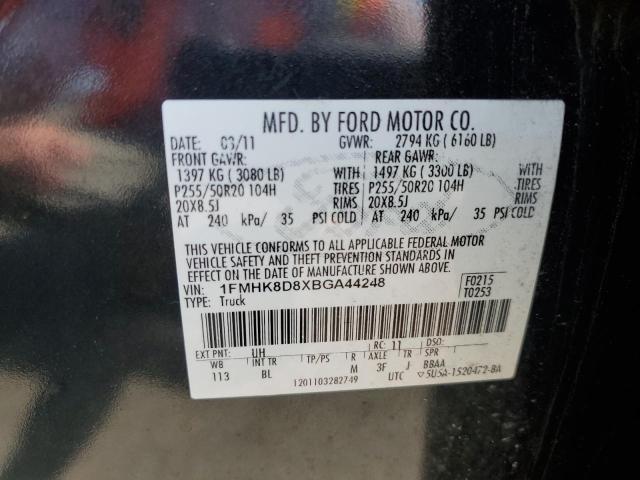 MFD. BY FORD MOTOR CO.
DATE: 03/11 GVWR: 2794 KG ( 6160 LB)
FRONT GAWR: REAR GAWR:
1397 KG ( 3080 LB) WITH 1497 KG ( 3300 LB) WITH
P255/50R20 104H TIRES P255/50R20 104H TIRES
20X8.5J RIMS 20X8.5J RIMS
AT 240 kPa/ 35 PSI COLD AT 240 kPa/ 35 PSI COLD
THIS VEHICLE CONFORMS TO ALL APPLICABLE FEDERAL MOTOR
VEHICLE SAFETY AND THEFT PREVENTION STANDARDS IN
EFFECT ON THE DATE OF MANUFACTURE SHOWN ABOVE.
VIN: 1FMHK8D8XBGA44248 F0215
TYPE: Truck T0253
EXT PNT: UH RC: 11
WB INT TR TP/PS R AXLE TR SPR
113 BL M 3F J BBAA
1201103282749 UTC ▽5USA-1520472-BA